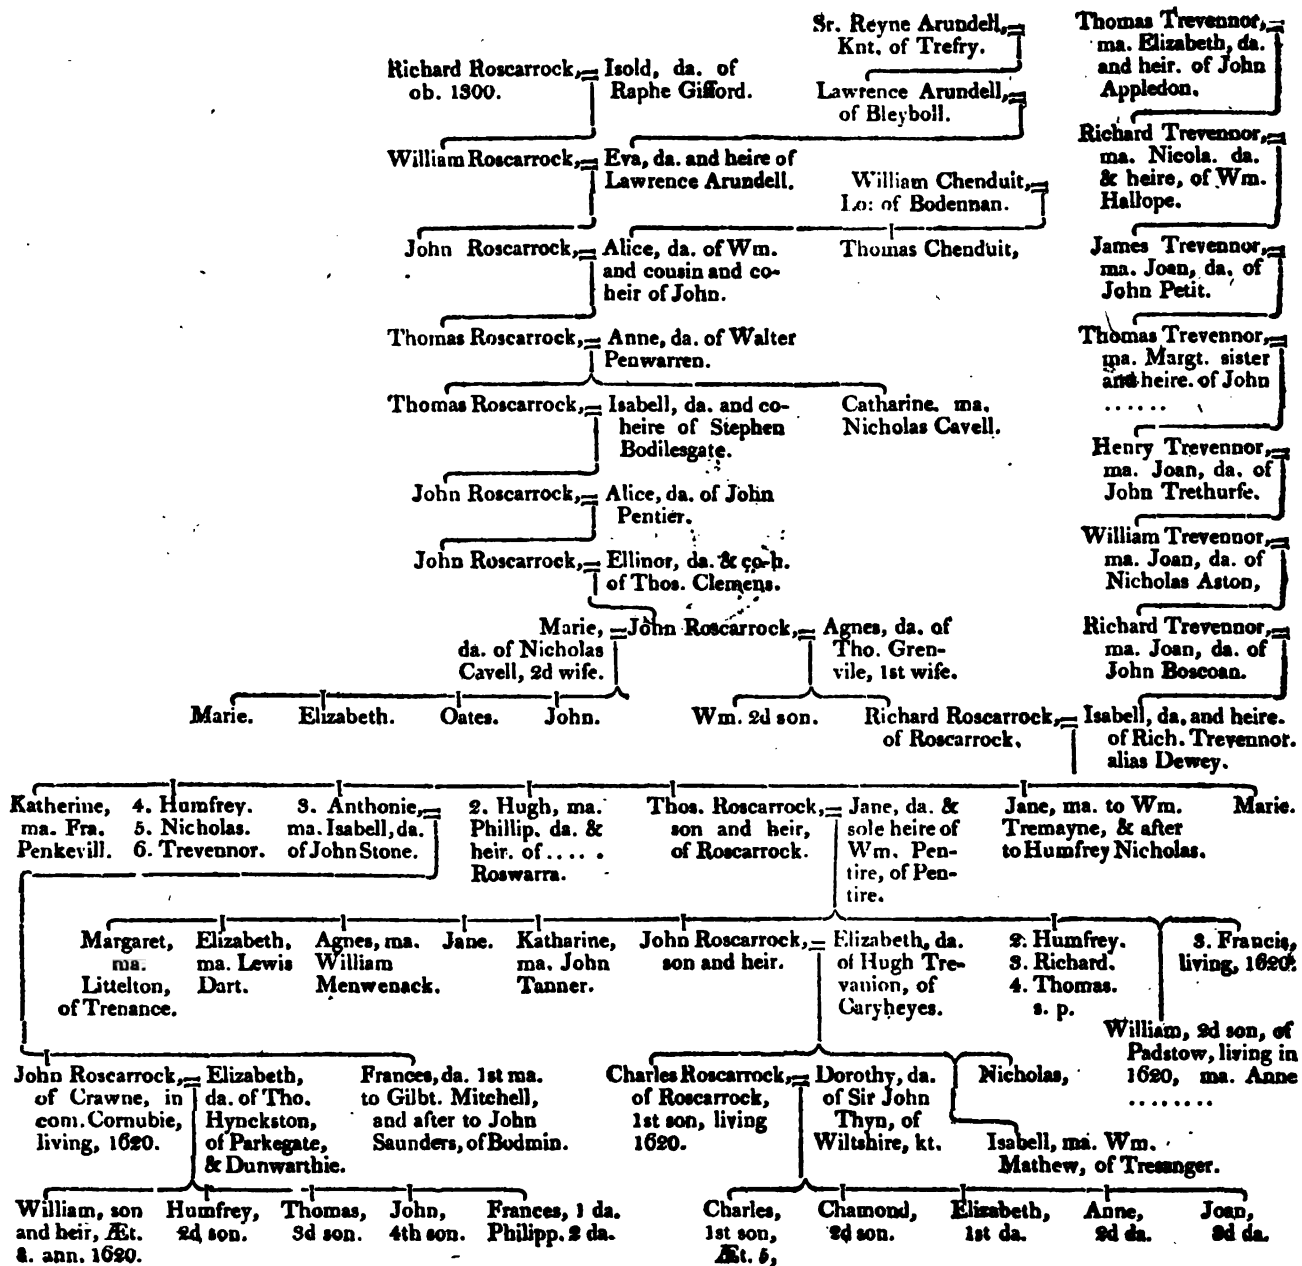 Sr. Reyne Arundell,
Knt. of Trefry.
Thomas Trevennor,
ma. Elizabeth, da.
and heir. of John
Appledon.
Richard Roscarrock,
ob. 1300.
Isold, da. of
Raphe Gifford.
Lawrence Arundell,
of Bleyboll.
Richard Trevennor,
ma. Nicola. da.
& heire, of Wm.
Hallope.
William Roscarrock,
Eva, da. and heire of
Lawrence Arundell.
William Chenduit,
Lo: of Bodennan.
John Roscarrock,
Alice, da. of Wm.
and cousin and co-
heir of John.
Thomas Chenduit,
James Trevennor,
ma. Joan, da. of
John Petit.
Thomas Roscarrock,
Anne, da. of Walter
Penwarren.
Thomas Trevennor,
ma. Margt. sister
and heire. of John
......
Thomas Roscarrock,
Isabell, da. and co-
heire of Stephen
Bodilesgate.
Catharine. ma.
Nicholas Cavell.
Henry Trevennor,
ma. Joan, da. of
John Trethurfe.
John Roscarrock,
Alice, da. of John
Pentier.
William Trevennor,
ma. Joan, da. of
Nicholas Aston,
John Roscarrock,
Ellinor, da. & co-h.
of Thos. Clemens.
Marie,
da. of Nicholas
Cavell, 2d wife.
John Roscarrock,
Agnes, da. of
Tho. Gren-
vile, 1st wife.
Richard Trevennor,
ma. Joan, da. of
John Boscoan.
Marie.
Elizabeth.
Oates.
John.
Wm. 2d son.
Richard Roscarrock,
of Roscarrock.
Isabell, da. and heire.
of Rich. Trevennor.
alias Dewey.
Katherine,
ma. Fra.
Penkevill.
4. Humfrey.
5. Nicholas.
6. Trevennor.
3. Anthonie,
ma. Isabell, da.
of John Stone.
2. Hugh, ma.
Phillip. da. &
heir. of.....
Roswarra.
Thos. Roscarrock,
son and heir,
of Roscarrock.
Jane, da. &
sole heire of
Wm. Pen-
tire, of Pen-
tire.
Jane, ma. to Wm.
Tremayne, & after
to Humfrey Nicholas.
Marie.
Margaret,
ma.
Littelton,
of Trenance.
Elizabeth,
ma. Lewis
Dart.
Agnes, ma.
William
Menwenack.
Jane.
Katharine,
ma. John
Tanner.
John Roscarrock,
son and heir.
Elizabeth, da.
of Hugh Tre-
vanion, of
Caryheyes.
2. Humfrey.
3. Richard.
4. Thomas.
s. p.
3. Francis,
living, 1620.
William, 2d son, of
Padstow, living in
1620, ma. Anne
........
John Roscarrock,
of Crawne, in
com. Cornubie,
living, 1620.
Elizabeth,
da. of Tho.
Hynckston,
of Parkegate,
& Dunwarthie.
Frances, da. 1st ma.
to Gilbt. Mitchell,
and after to John
Saunders, of Bodmin.
Charles Roscarrock,
of Roscarrock,
1st son, living
1620.
Dorothy, da.
of Sir John
Thyn, of
Wiltshire, kt.
Nicholas,
Isabell, ma. Wm.
Mathew, of Tresanger.
William, son
and heir, Æt.
8. ann. 1620.
Humfrey,
2d son.
Thomas,
3d son.
John,
4th son.
Frances, 1 da.
Philipp. 2 da.
Charles,
1st son,
Æt. 5,
Chamond,
2d son.
Elizabeth,
1st da.
Anne,
2d da.
Joan,
3d da.